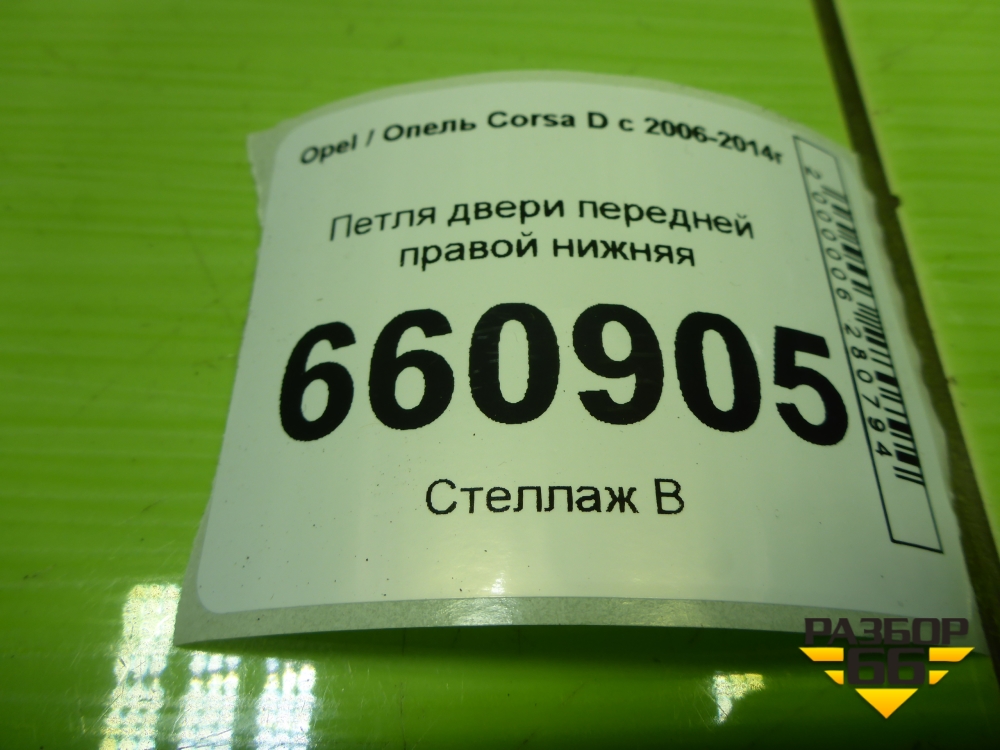 Opel / Опель Corsa D с 2006-2014г
Петля двери передней
правой нижняя
660905
Стеллаж В
2000006280794
РАЗБОР
66